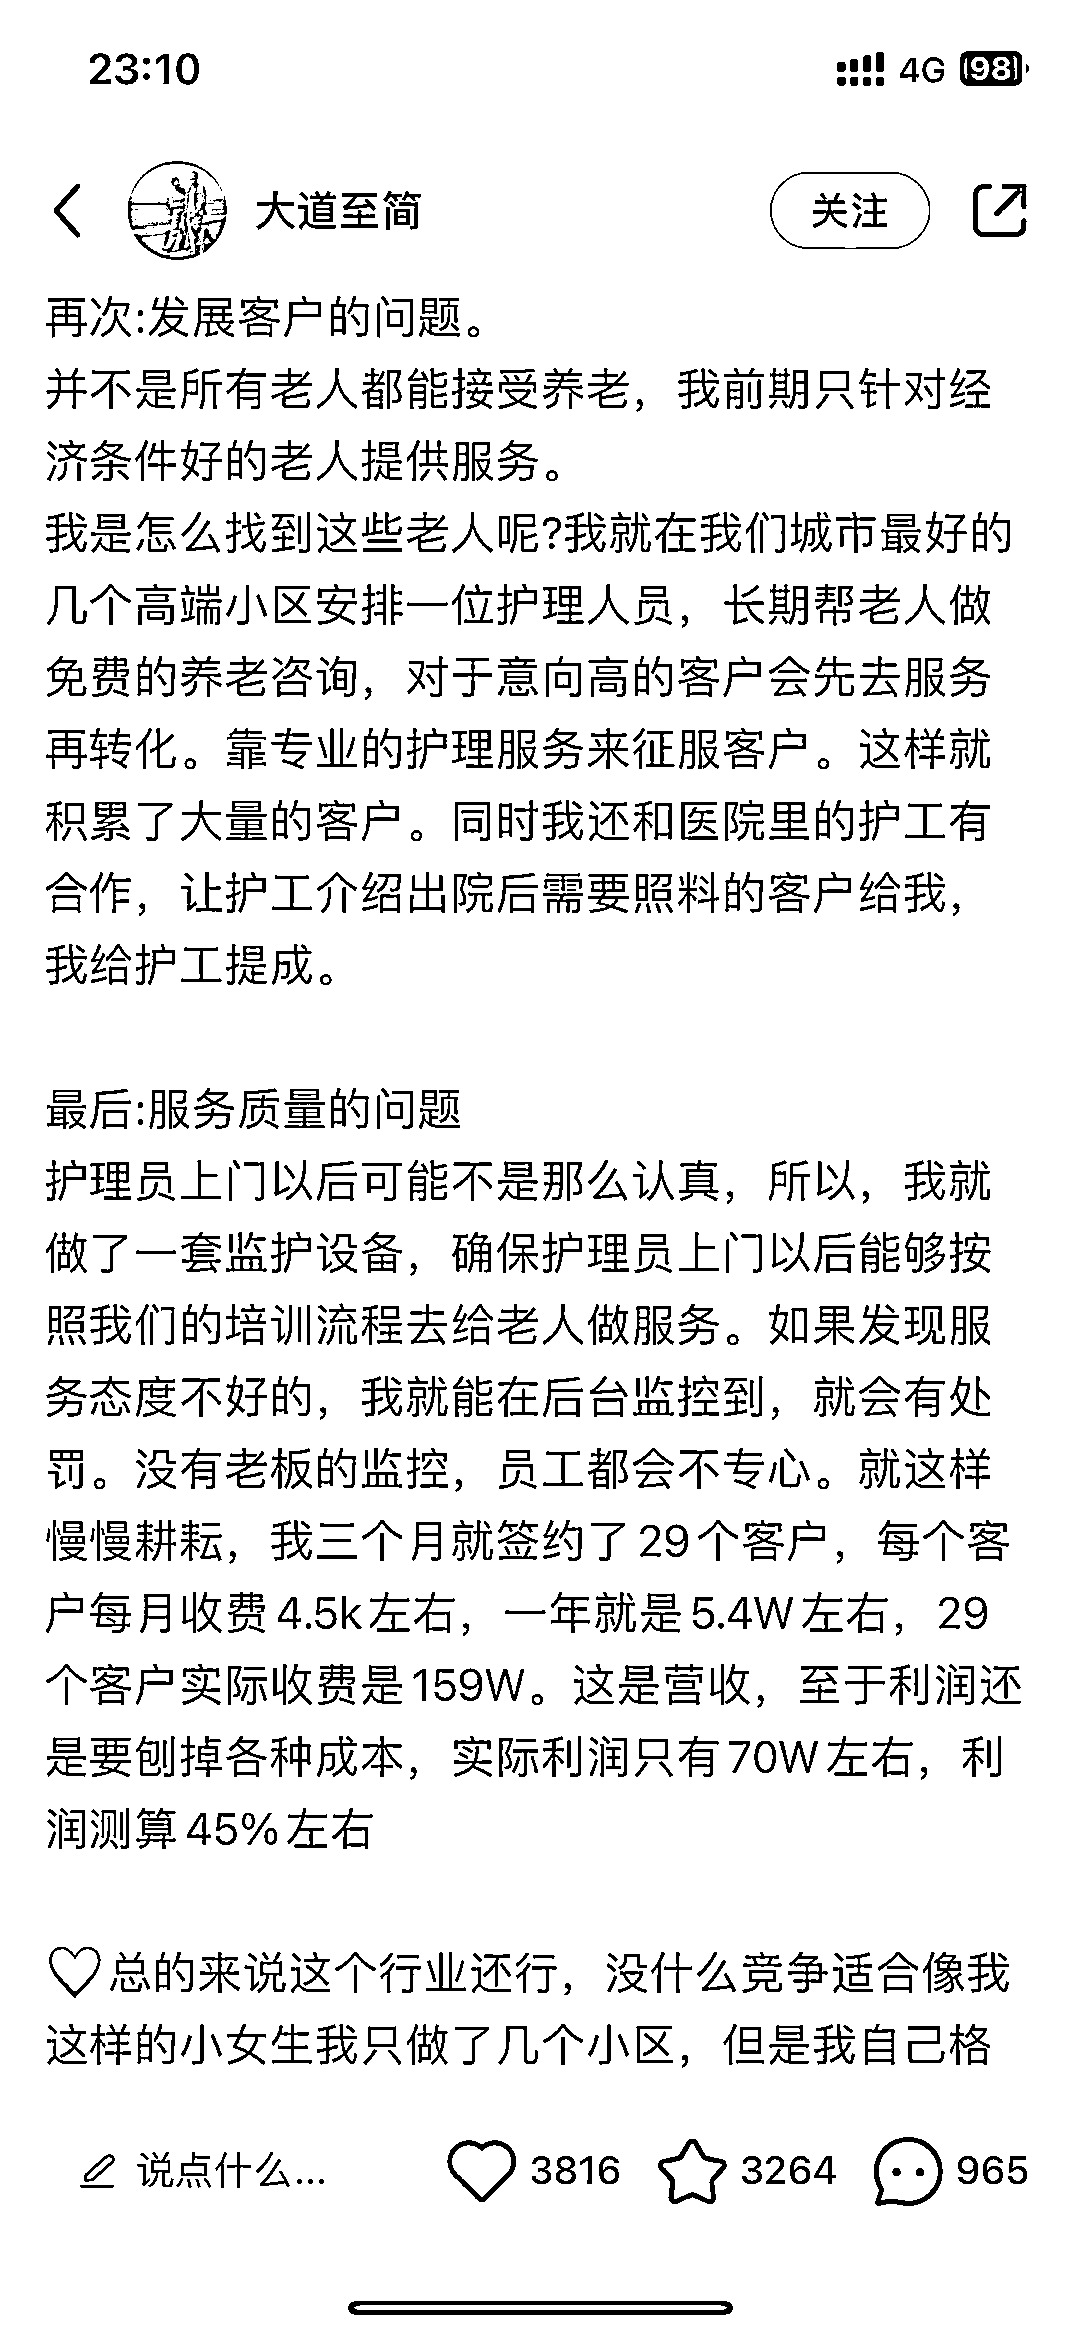 23:10
4G 98
大道至简
关注
再次:发展客户的问题。
并不是所有老人都能接受养老，我前期只针对经
济条件好的老人提供服务。
我是怎么找到这些老人呢?我就在我们城市最好的
几个高端小区安排一位护理人员，长期帮老人做
免费的养老咨询，对于意向高的客户会先去服务
再转化。靠专业的护理服务来征服客户。这样就
积累了大量的客户。同时我还和医院里的护工有
合作，让护工介绍出院后需要照料的客户给我，
我给护工提成。
最后:服务质量的问题
护理员上门以后可能不是那么认真，所以，我就
做了一套监护设备，确保护理员上门以后能够按
照我们的培训流程去给老人做服务。如果发现服
务态度不好的，我就能在后台监控到，就会有处
罚。没有老板的监控，员工都会不专心。就这样
慢慢耕耘，我三个月就签约了29个客户，每个客
户每月收费4.5k左右，一年就是5.4W左右，29
个客户实际收费是159W。这是营收，至于利润还
是要刨掉各种成本，实际利润只有70W左右，利
润测算45%左右
♡总的来说这个行业还行，没什么竞争适合像我
这样的小女生我只做了几个小区，但是我自己格
说点什么... 3816 3264 965